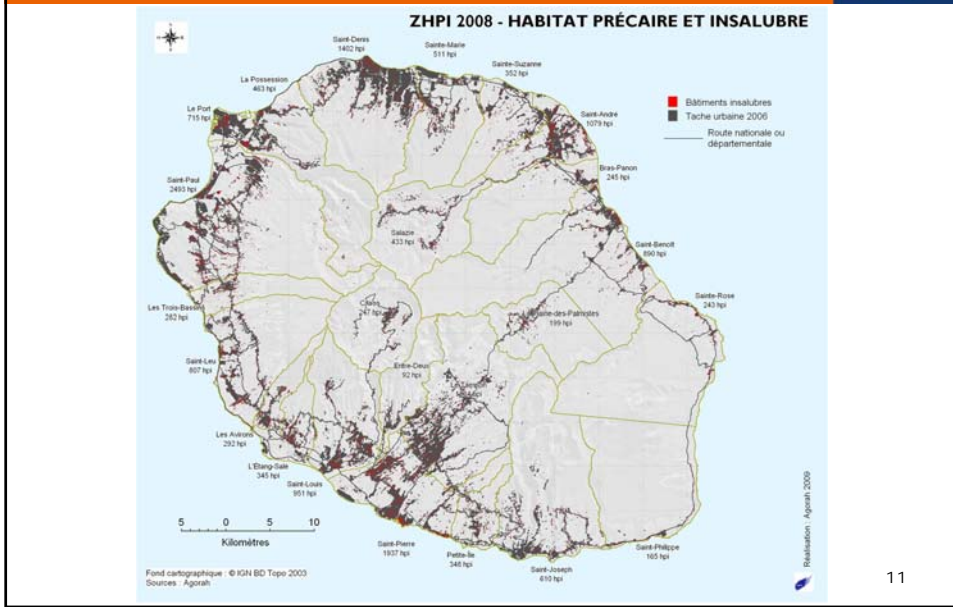 ZHPI 2008 - HABITAT PRÉCAIRE ET INSALUBRE
Saint-Denis
1402 hpi
Sainte-Marie
511 hpi
Sainte-Suzanne
352 hpi
La Possession
463 hpi
Le Port
715 hpi
Bâtiments insalubres
Tache urbaine 2006
Route nationale ou
départementale
Saint-André
1079 hpi
Bras-Panon
245 hpi
Saint-Paul
2493 hpi
Salazie
433 hpi
Saint-Benoît
890 hpi
Sainte-Rose
243 hpi
Les Trois-Bassins
262 hpi
Cilaos
247 hpi
199 hpi
Saint-Leu
807 hpi
Entre-Deux
92 hpi
hpi
Les Avirons
292 hpi
L'Etang-Salé
345 hpi
Saint-Louis
951 hpi
Saint-Pierre
1937 hpi
Petite-Île
346 hpi
Saint-Joseph
610 hpi
Saint-Philippe
165 hpi
5 0 5 10
Kilomètres
Fond cartographique : © IGN BD Topo 2003
Sources : Agorah
Réalisation : Agorah 2009
11